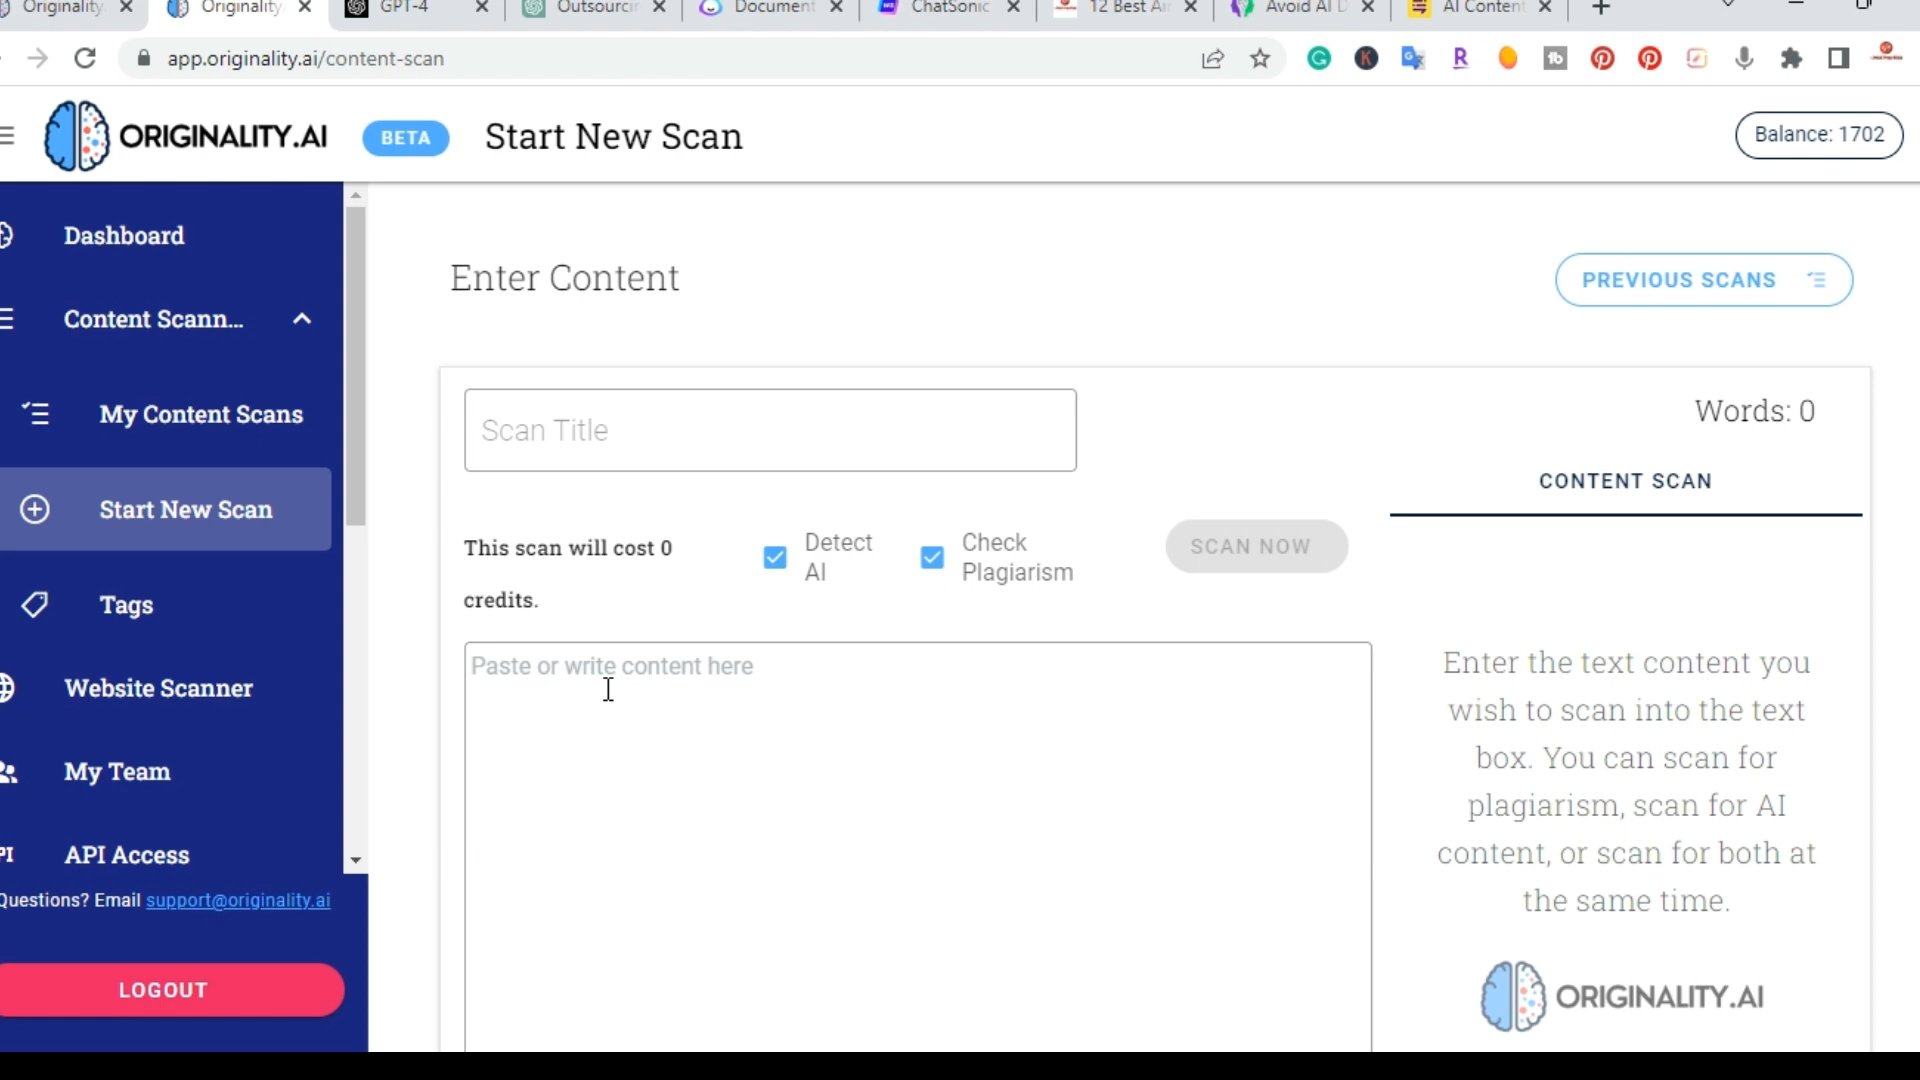 Originality
Originality
GPT-4
Outsourcin
Document
ChatSonic
12 Best Ai
Avoid AI D
AI Content
app.originality.ai/content-scan
ORIGINALITY.AI
BETA
Start New Scan
Balance: 1702
Dashboard
Content Scann...
My Content Scans
Start New Scan
Tags
Website Scanner
My Team
PI
API Access
Questions? Email support@originality.ai
LOGOUT
Enter Content
PREVIOUS SCANS
Scan Title
Words: 0
CONTENT SCAN
This scan will cost 0
credits.
Detect
AI
Check
Plagiarism
SCAN NOW
Paste or write content here
Enter the text content you
wish to scan into the text
box. You can scan for
plagiarism, scan for AI
content, or scan for both at
the same time.
ORIGINALITY.AI